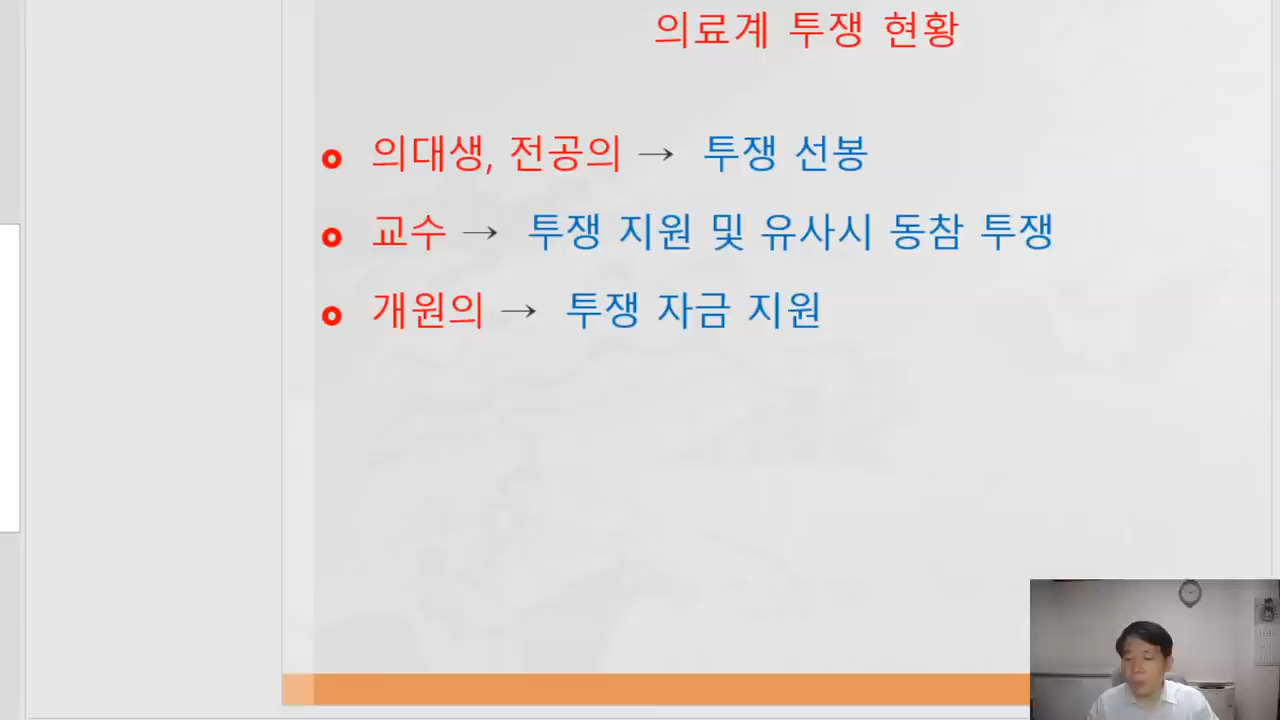 의료계 투쟁 현황
의대생, 전공의 → 투쟁 선봉
교수 → 투쟁 지원 및 유사시 동참 투쟁
개원의 → 투쟁 자금 지원